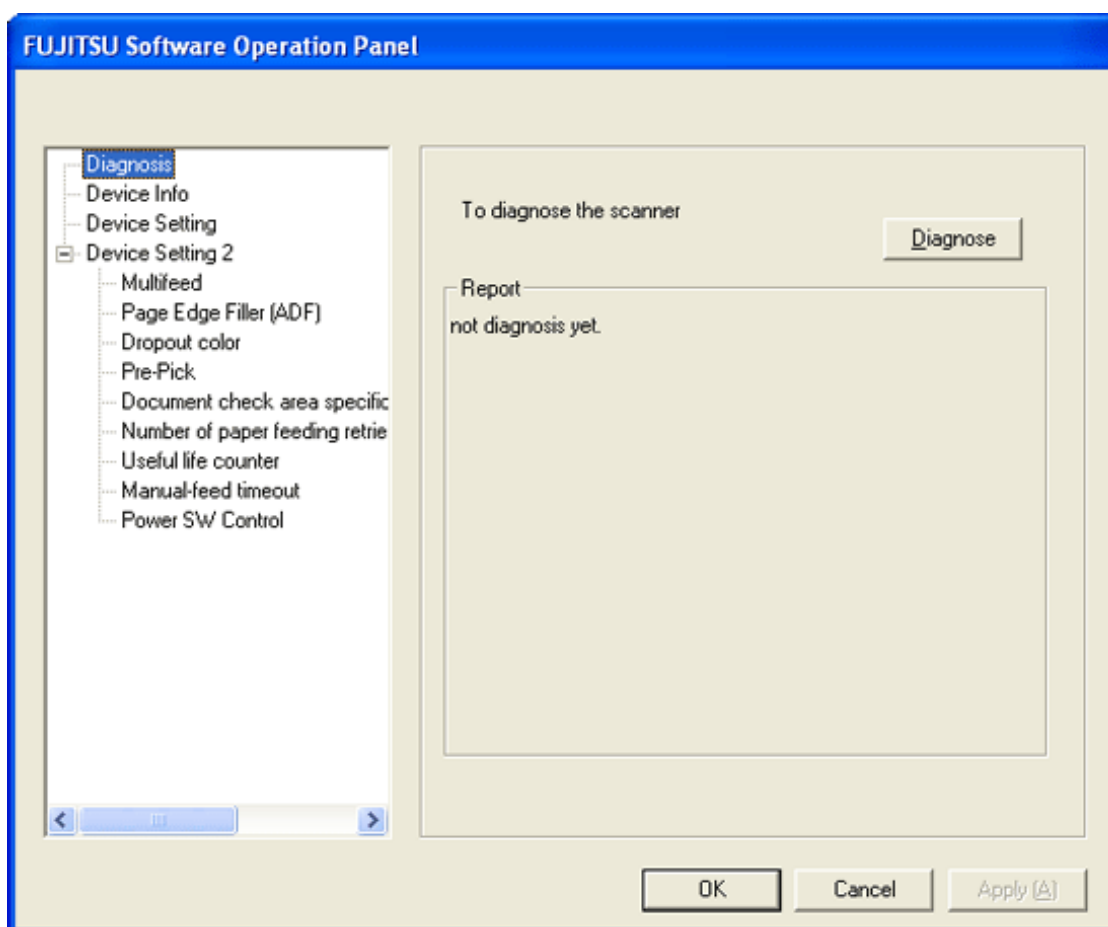 FUJITSU Software Operation Panel
Diagnosis
Device Info
Device Setting
Device Setting 2
Multifeed
Page Edge Filler (ADF)
Dropout color
Pre-Pick
Document check area specific
Number of paper feeding retrie
Useful life counter
Manual-feed timeout
Power SW Control
To diagnose the scanner
Diagnose
Report
not diagnosis yet.
OK
Cancel
Apply (A)